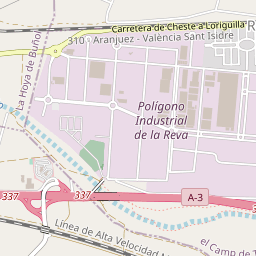 Carretera de Cheste a Loriguilla
R
310 - Aranjuez - València Sant Isidre
La Hoya de Buñol
Polígono
Industrial
de la Reva
337
337
337
A-3
Línea de Alta Velocidad M
el Camp de T